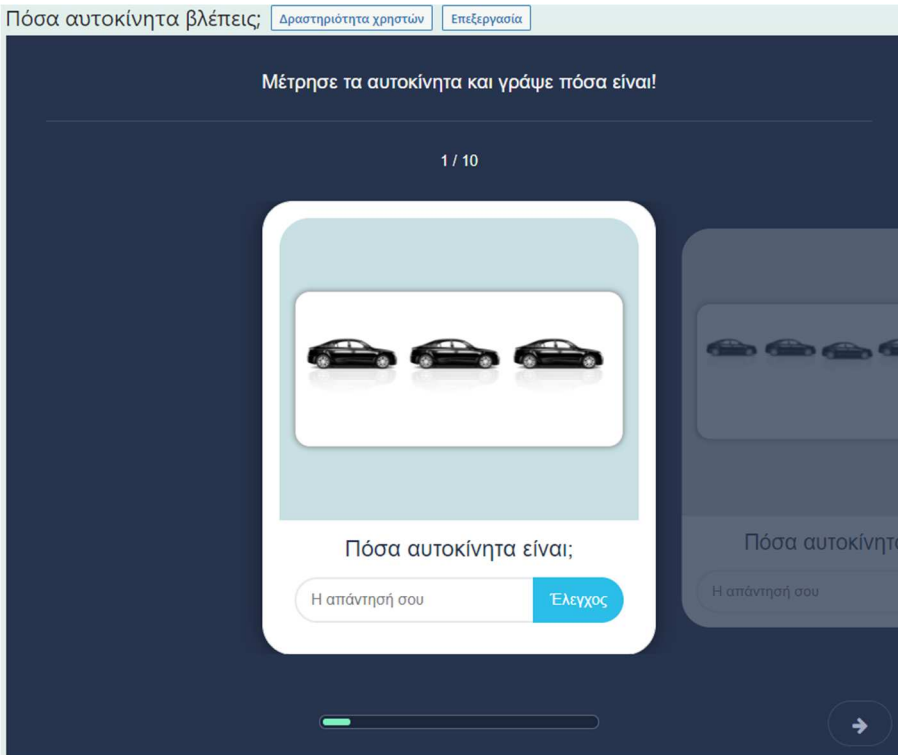 Πόσα αυτοκίνητα βλέπεις; Δραστηριότητα χρηστών Επεξεργασία
Μέτρησε τα αυτοκίνητα και γράψε πόσα είναι!
1 / 10
Πόσα αυτοκίνητα είναι;
Η απάντησή σου Έλεγχος
Πόσα
Η απάντησή σου